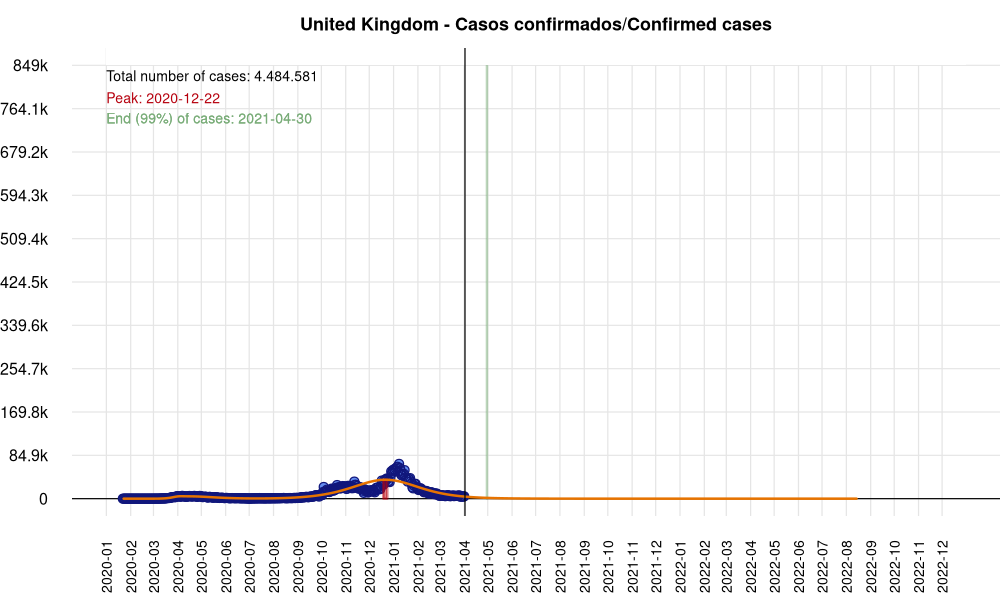 United Kingdom - Casos confirmados/Confirmed cases
849k
Total number of cases: 4.484.581
Peak: 2020-12-22
764.1k
End (99%) of cases: 2021-04-30
679.2k
594.3k
509.4k
424.5k
339.6k
254.7k
169.8k
84.9k
0
2020-01
2020-02
2020-03
2020-04
2020-05
2020-06
2020-07
2020-08
2020-09
2020-10
2020-11
2020-12
2021-01
2021-02
2021-03
2021-04
2021-05
2021-06
2021-07
2021-08
2021-09
2021-10
2021-11
2021-12
2022-01
2022-02
2022-03
2022-04
2022-05
2022-06
2022-07
2022-08
2022-09
2022-10
2022-11
2022-12